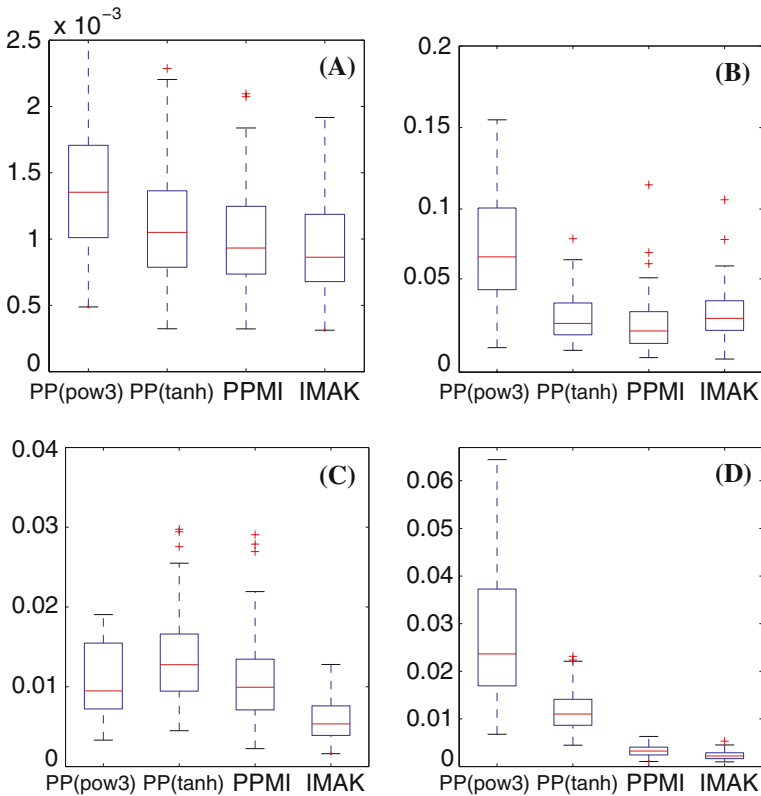 x 10⁻³
2.5
(A)
2
1.5
1
0.5
0
PP(pow3) PP(tanh) PPMI IMAK
0.2
(B)
0.15
0.1
0.05
0
PP(pow3) PP(tanh) PPMI IMAK
0.04
(C)
0.03
0.02
0.01
0
PP(pow3) PP(tanh) PPMI IMAK
(D)
0.06
0.05
0.04
0.03
0.02
0.01
0
PP(pow3) PP(tanh) PPMI IMAK